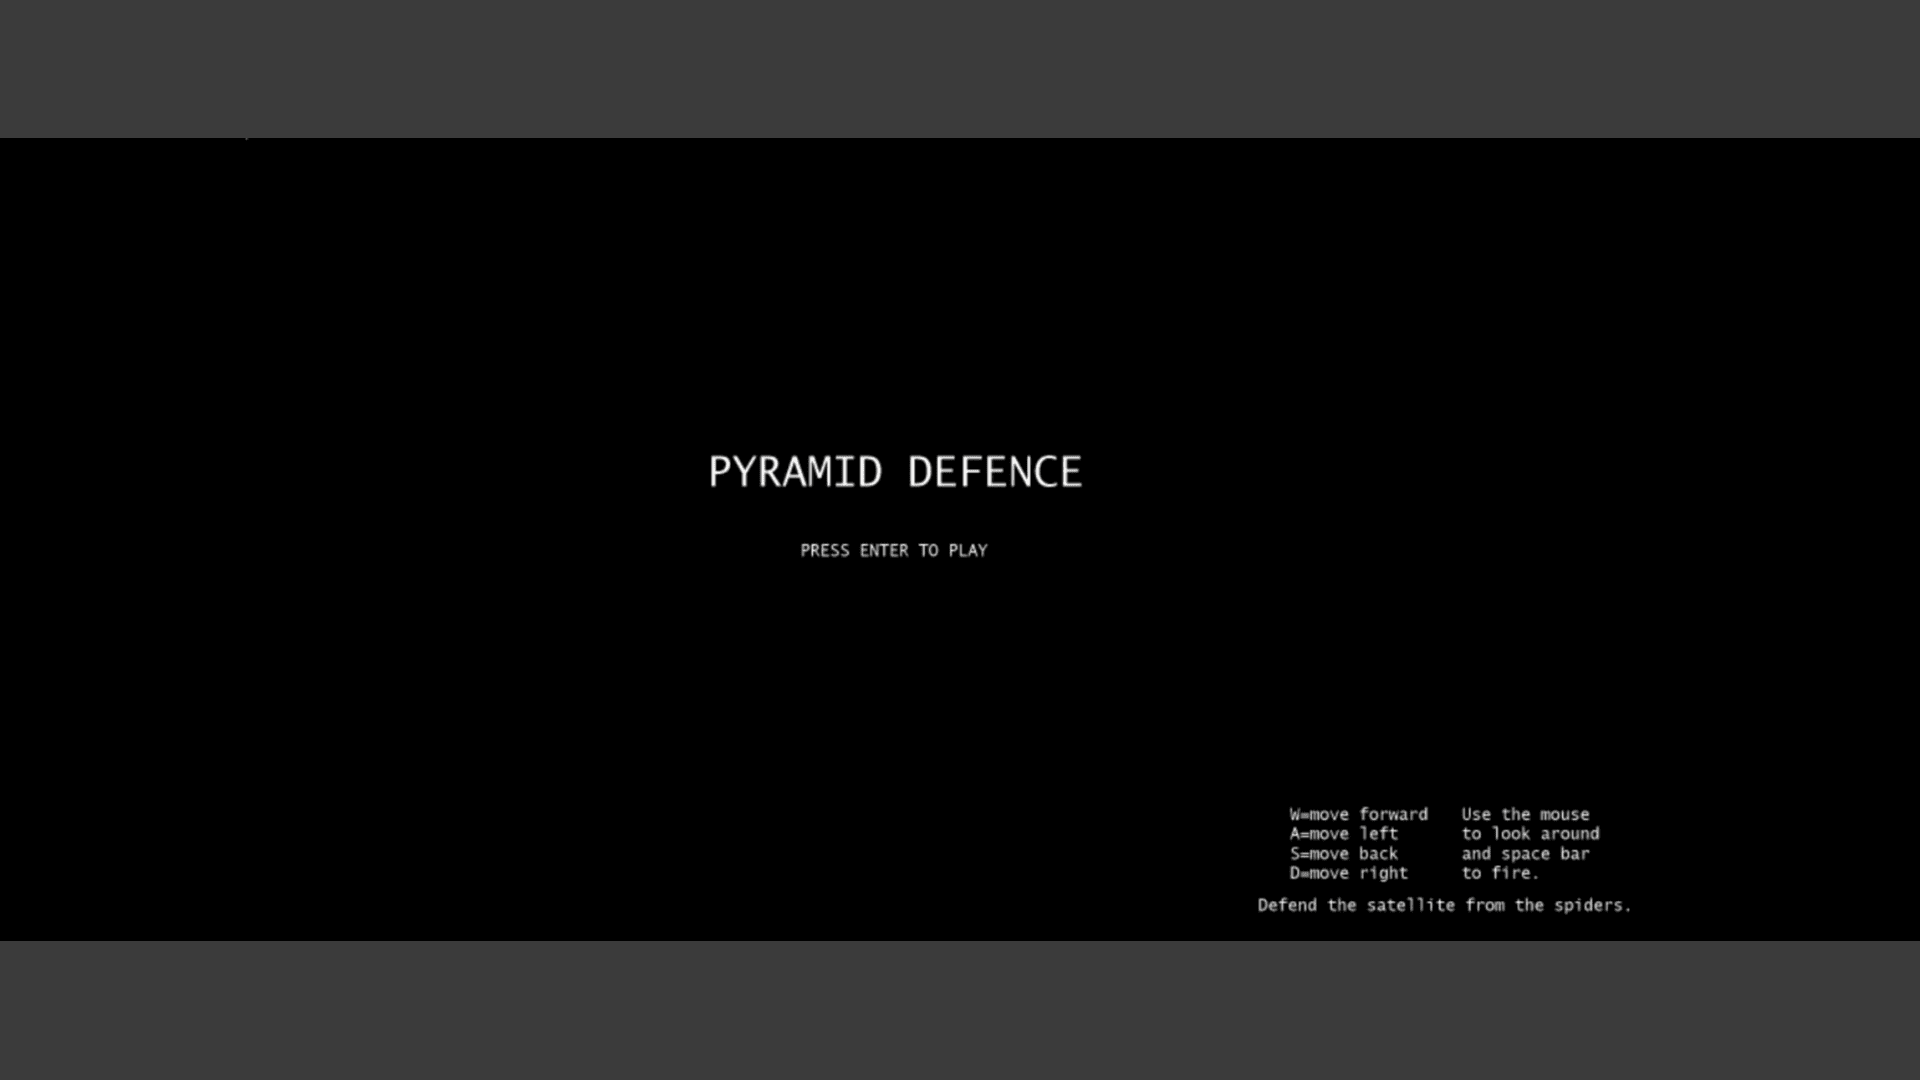 PYRAMID DEFENCE
PRESS ENTER TO PLAY
W=move forward
A=move left
S=move back
D=move right
Use the mouse
to look around
and space bar
to fire.
Defend the satellite from the spiders.